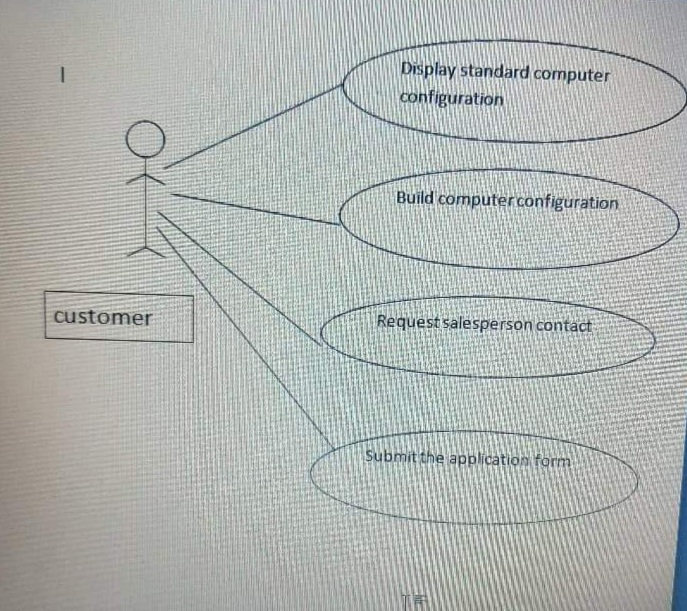 Display standard computer
configuration
Build computer configuration
customer
Request salesperson contact
Submit the application form